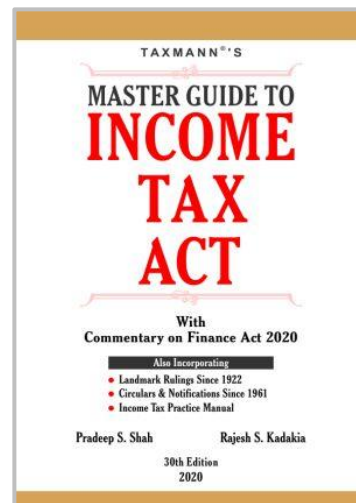 TAXMANN®'S
MASTER GUIDE TO
INCOME
TAX
ACT
With
Commentary on Finance Act 2020
Also Incorporating
● Landmark Rulings Since 1922
● Circulars & Notifications Since 1961
● Income Tax Practice Manual
Pradeep S. Shah Rajesh S. Kadakia
30th Edition
2020